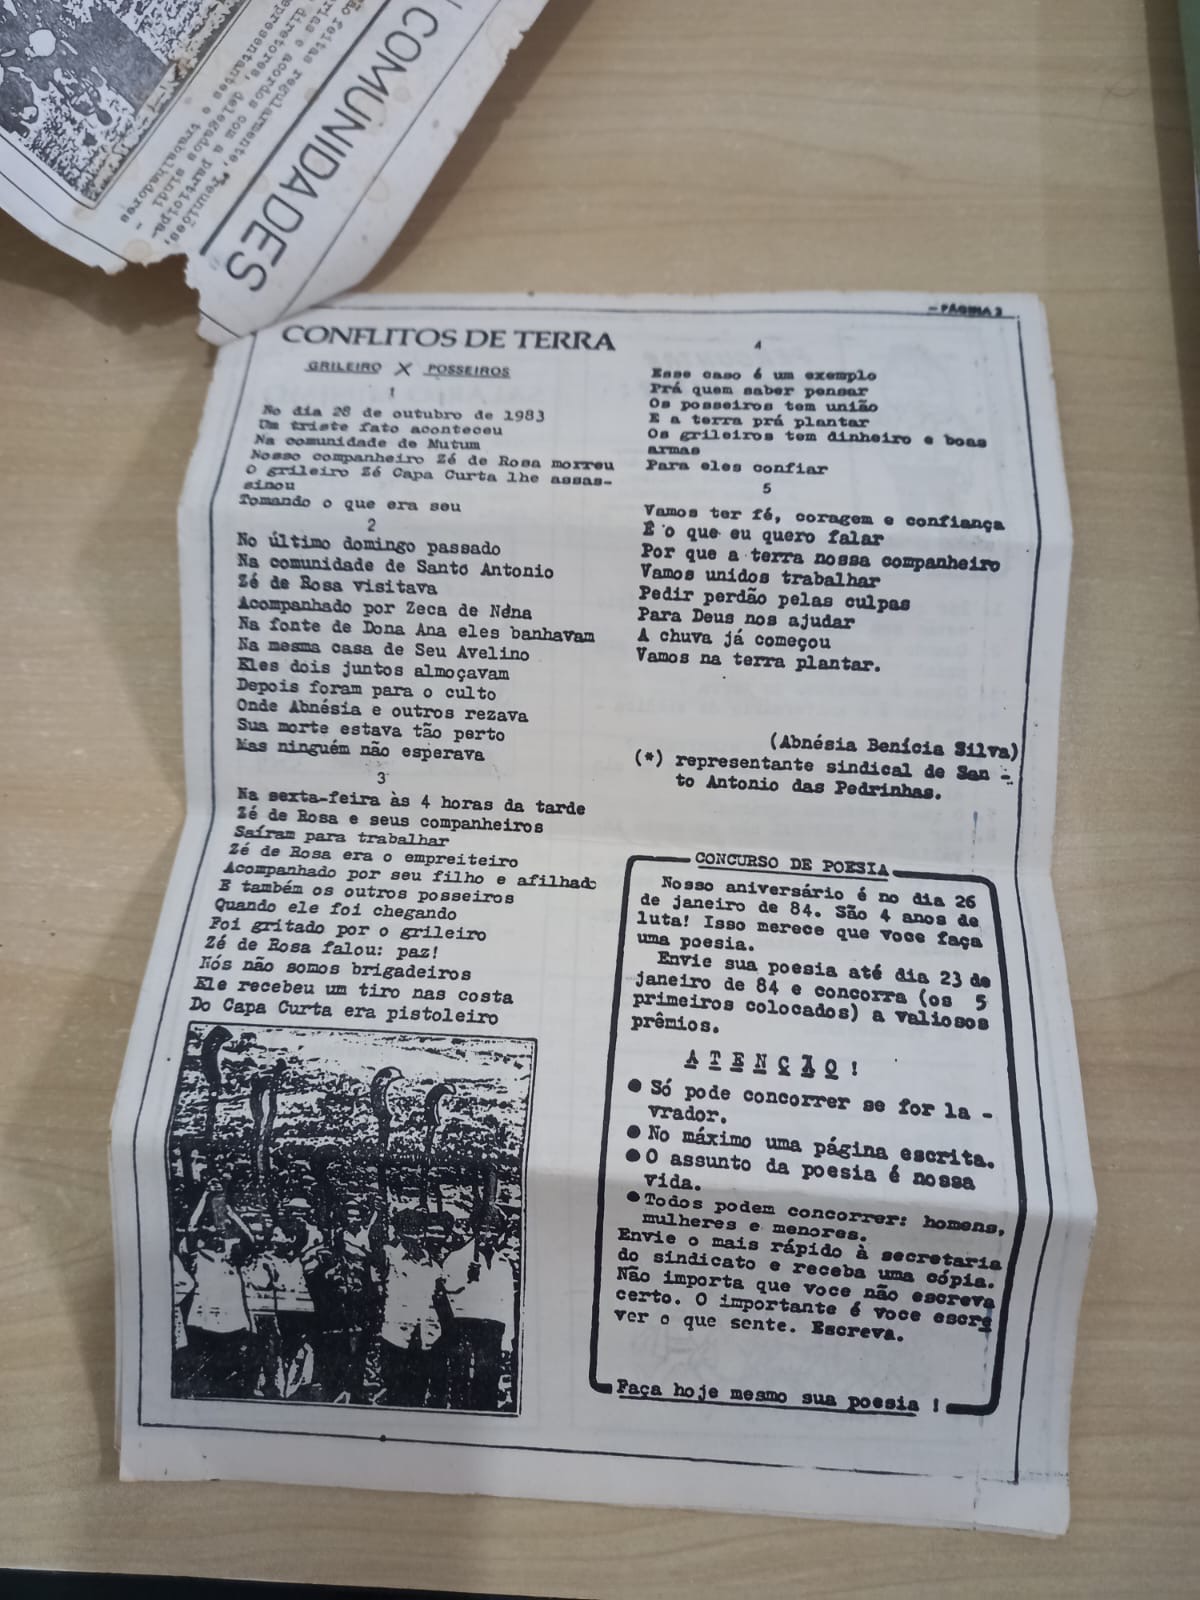 COMUNIDADES
ão feitas regularmente, reuniões,
e acordos com a participa-
diretores, delegados sindi -
representantes e trabalhadores
- PÁGINA 3
CONFLITOS DE TERRA
GRILEIRO X POSSEIROS
1
No dia 28 de outubro de 1983
Um triste fato aconteceu
Na comunidade de Mutum
Nosso companheiro Zé de Rosa morreu
O grileiro Zé Capa Curta lhe assas-
sinou
Tomando o que era seu
2
No último domingo passado
Na comunidade de Santo Antonio
Zé de Rosa visitava
Acompanhado por Zeca de Nena
Na fonte de Dona Ana eles banhavam
Na mesma casa de Seu Avelino
Eles dois juntos almoçavam
Depois foram para o culto
Onde Abnésia e outros rezava
Sua morte estava tão perto
Mas ninguém não esperava
3
Na sexta-feira às 4 horas da tarde
Zé de Rosa e seus companheiros
Saíram para trabalhar
Zé de Rosa era o empreiteiro
Acompanhado por seu filho e afilhado
E também os outros posseiros
Quando ele foi chegando
Foi gritado por o grileiro
Zé de Rosa falou: paz!
Nós não somos brigadeiros
Ele recebeu um tiro nas costa
Do Capa Curta era pistoleiro
4
Esse caso é um exemplo
Prá quem saber pensar
Os posseiros tem união
E a terra prá plantar
Os grileiros tem dinheiro e boas
armas
Para eles confiar
5
Vamos ter fé, coragem e confiança
É o que eu quero falar
Por que a terra nossa companheiro
Vamos unidos trabalhar
Pedir perdão pelas culpas
Para Deus nos ajudar
A chuva já começou
Vamos na terra plantar.
(Abnésia Benícia Silva)
(*) representante sindical de San -
to Antonio das Pedrinhas.
CONCURSO DE POESIA
Nosso aniversário é no dia 26
de janeiro de 84. São 4 anos de
luta! Isso merece que voce faça
uma poesia.
Envie sua poesia até dia 23 de
janeiro de 84 e concorra (os 5
primeiros colocados) a valiosos
prêmios.
A T E N Ç Ã O !
● Só pode concorrer se for la -
vrador.
● No máximo uma página escrita.
● O assunto da poesia é nossa
vida.
● Todos podem concorrer: homens,
mulheres e menores.
Envie o mais rápido à secretaria
do sindicato e receba uma cópia.
Não importa que voce não escreva
certo. O importante é voce escre
ver o que sente. Escreva.
Faça hoje mesmo sua poesia !